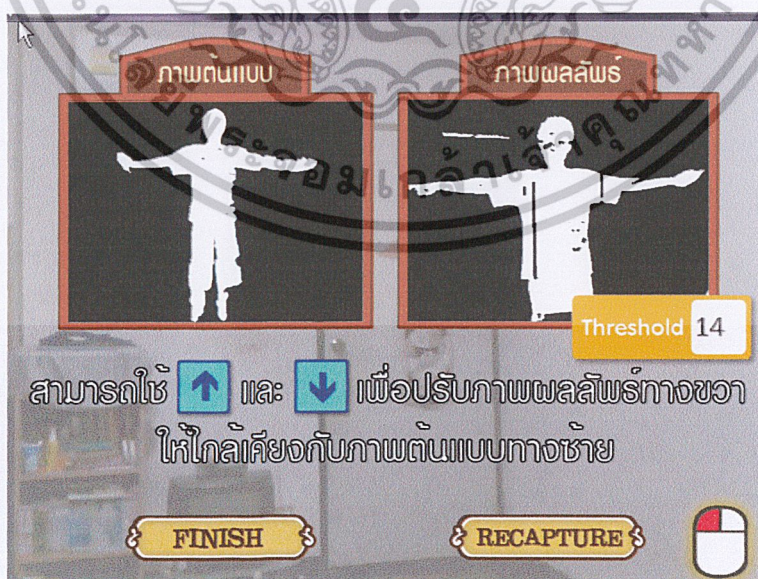 ภาพต้นแบบ
ภาพผลลัพธ์
Threshold 14
สามารถใช้ และ เพื่อปรับภาพผลลัพธ์ทางขวา
ให้ใกล้เคียงกับภาพต้นแบบทางซ้าย
FINISH
RECAPTURE